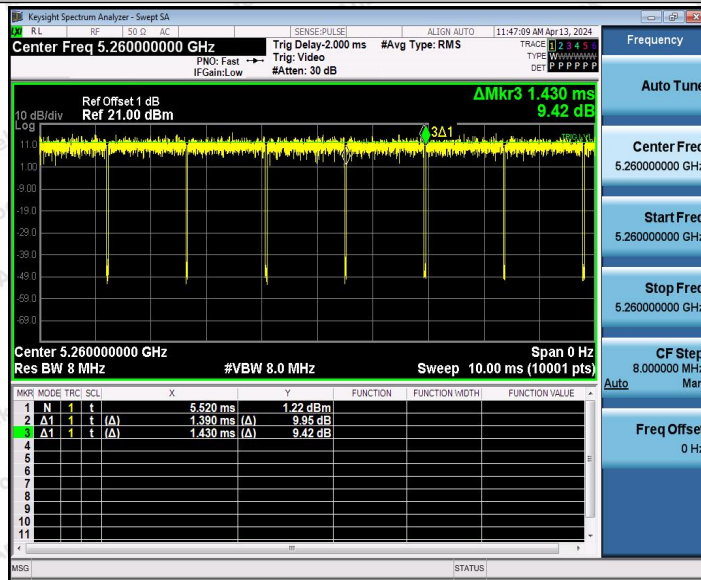 Keysight Spectrum Analyzer - Swept SA
RL RF 50 Ω AC SENSE:PULSE ALIGN AUTO 11:47:09 AM Apr 13, 2024
Center Freq 5.260000000 GHz
PNO: Fast
IFGain:Low
Trig Delay-2.000 ms
Trig: Video
#Atten: 30 dB
#Avg Type: RMS
TRACE 1 2 3 4 5 6
TYPE WWWWWW
DET P P P P P P
Frequency
Auto Tune
Center Freq
5.260000000 GHz
Start Freq
5.260000000 GHz
Stop Freq
5.260000000 GHz
CF Step
8.000000 MHz
Auto Man
Freq Offset
0 Hz
Ref Offset 1 dB
10 dB/div Ref 21.00 dBm
Log
ΔMkr3 1.430 ms
9.42 dB
3Δ1
TRIG LVL
11.0
1.00
-9.00
-19.0
-29.0
-39.0
-49.0
-59.0
-69.0
Center 5.260000000 GHz Span 0 Hz
Res BW 8 MHz #VBW 8.0 MHz Sweep 10.00 ms (10001 pts)
MKR MODE TRC SCL X Y FUNCTION FUNCTION WIDTH FUNCTION VALUE
1 N 1 t 5.520 ms 1.22 dBm
2 Δ1 1 t (Δ) 1.390 ms (Δ) 9.95 dB
3 Δ1 1 t (Δ) 1.430 ms (Δ) 9.42 dB
4
5
6
7
8
9
10
11
MSG STATUS